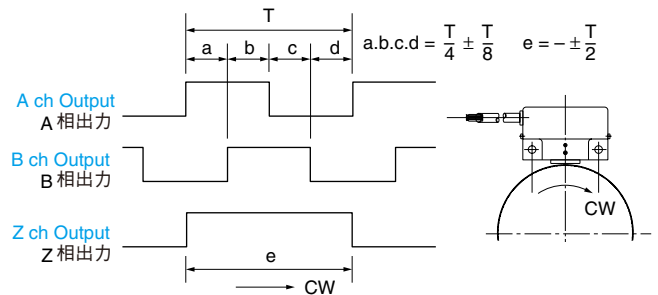 T
a b c d
a.b.c.d = T/4 ± T/8 e = − ± T/2
A ch Output
A 相出力
B ch Output
B 相出力
Z ch Output
Z 相出力
e
CW
CW